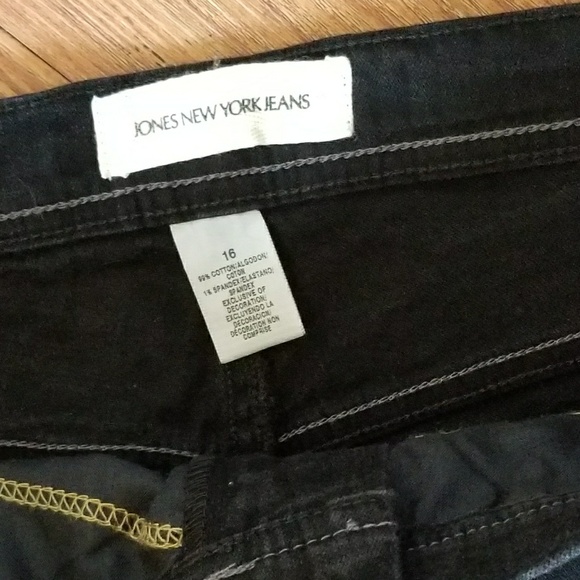 JONES NEW YORK JEANS
16
99% COTTON/ALGODON/
COTON
1% SPANDEX/ELASTANO/
SPANDEX
EXCLUSIVE OF
DECORATION/
EXCLUYENDO LA
DECORACION/
DECORATION NON
COMPRISE